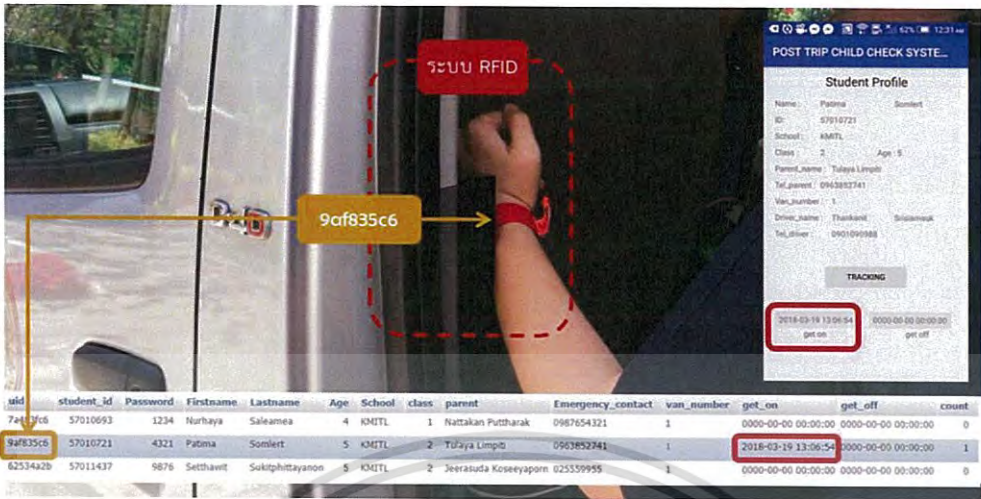 62% 12:31 AM
POST TRIP CHILD CHECK SYSTE...
Student Profile
Name : Patima Somlert
ID: 57010721
School : KMITL
Class : 2 Age : 5
Parent_name : Tulaya Limpiti
Tel_parent : 0963852741
Van_number : 1
Driver_name : Thankanit
Tel_driver : 0901090988
TRACKING
2018-03-19 13:06:54 0000-00-00 00:00:00
get on get off
ระบบ RFID
9af835c6
uid student_id Password Firstname Lastname Age School class parent Emergency_contact van_number get_on get_off count
57010693 1234 Nurhaya Saleamea 4 KMITL 1 Nattakan Puttharak 0987654321 1 0000-00-00 00:00:00 0000-00-00 00:00:00 0
9af835c6 57010721 4321 Patima Somlert 5 KMITL 2 Tulaya Limpiti 0963852741 1 2018-03-19 13:06:54 0000-00-00 00:00:00 1
62534a2b 57011437 9876 Setthawit Sukitphittayanon 5 KMITL 2 Jeerasuda Koseeyaporn 025559955 1 0000-00-00 00:00:00 0000-00-00 00:00:00 0